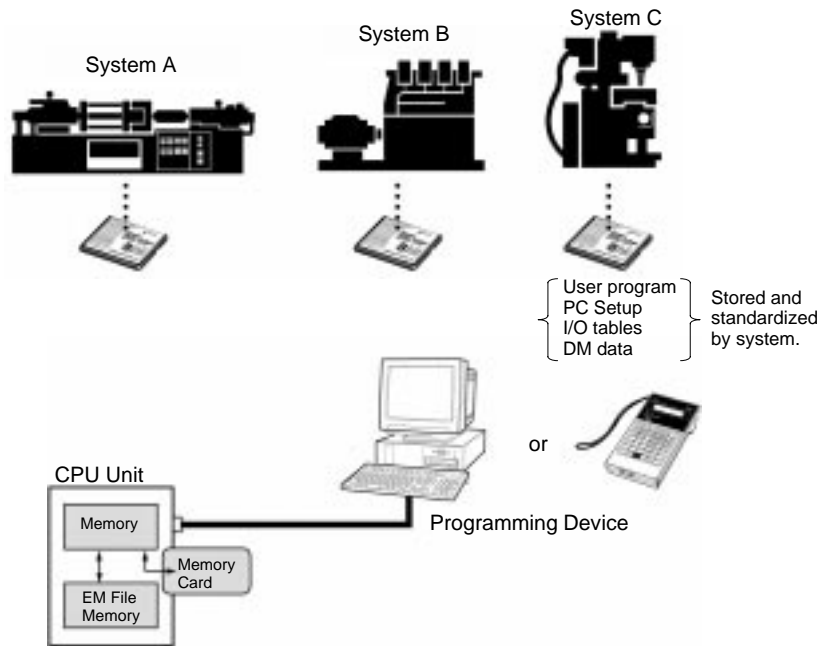 System A
System B
System C
User program
PC Setup
I/O tables
DM data
Stored and
standardized
by system.
or
Programming Device
CPU Unit
Memory
Memory
Card
EM File
Memory